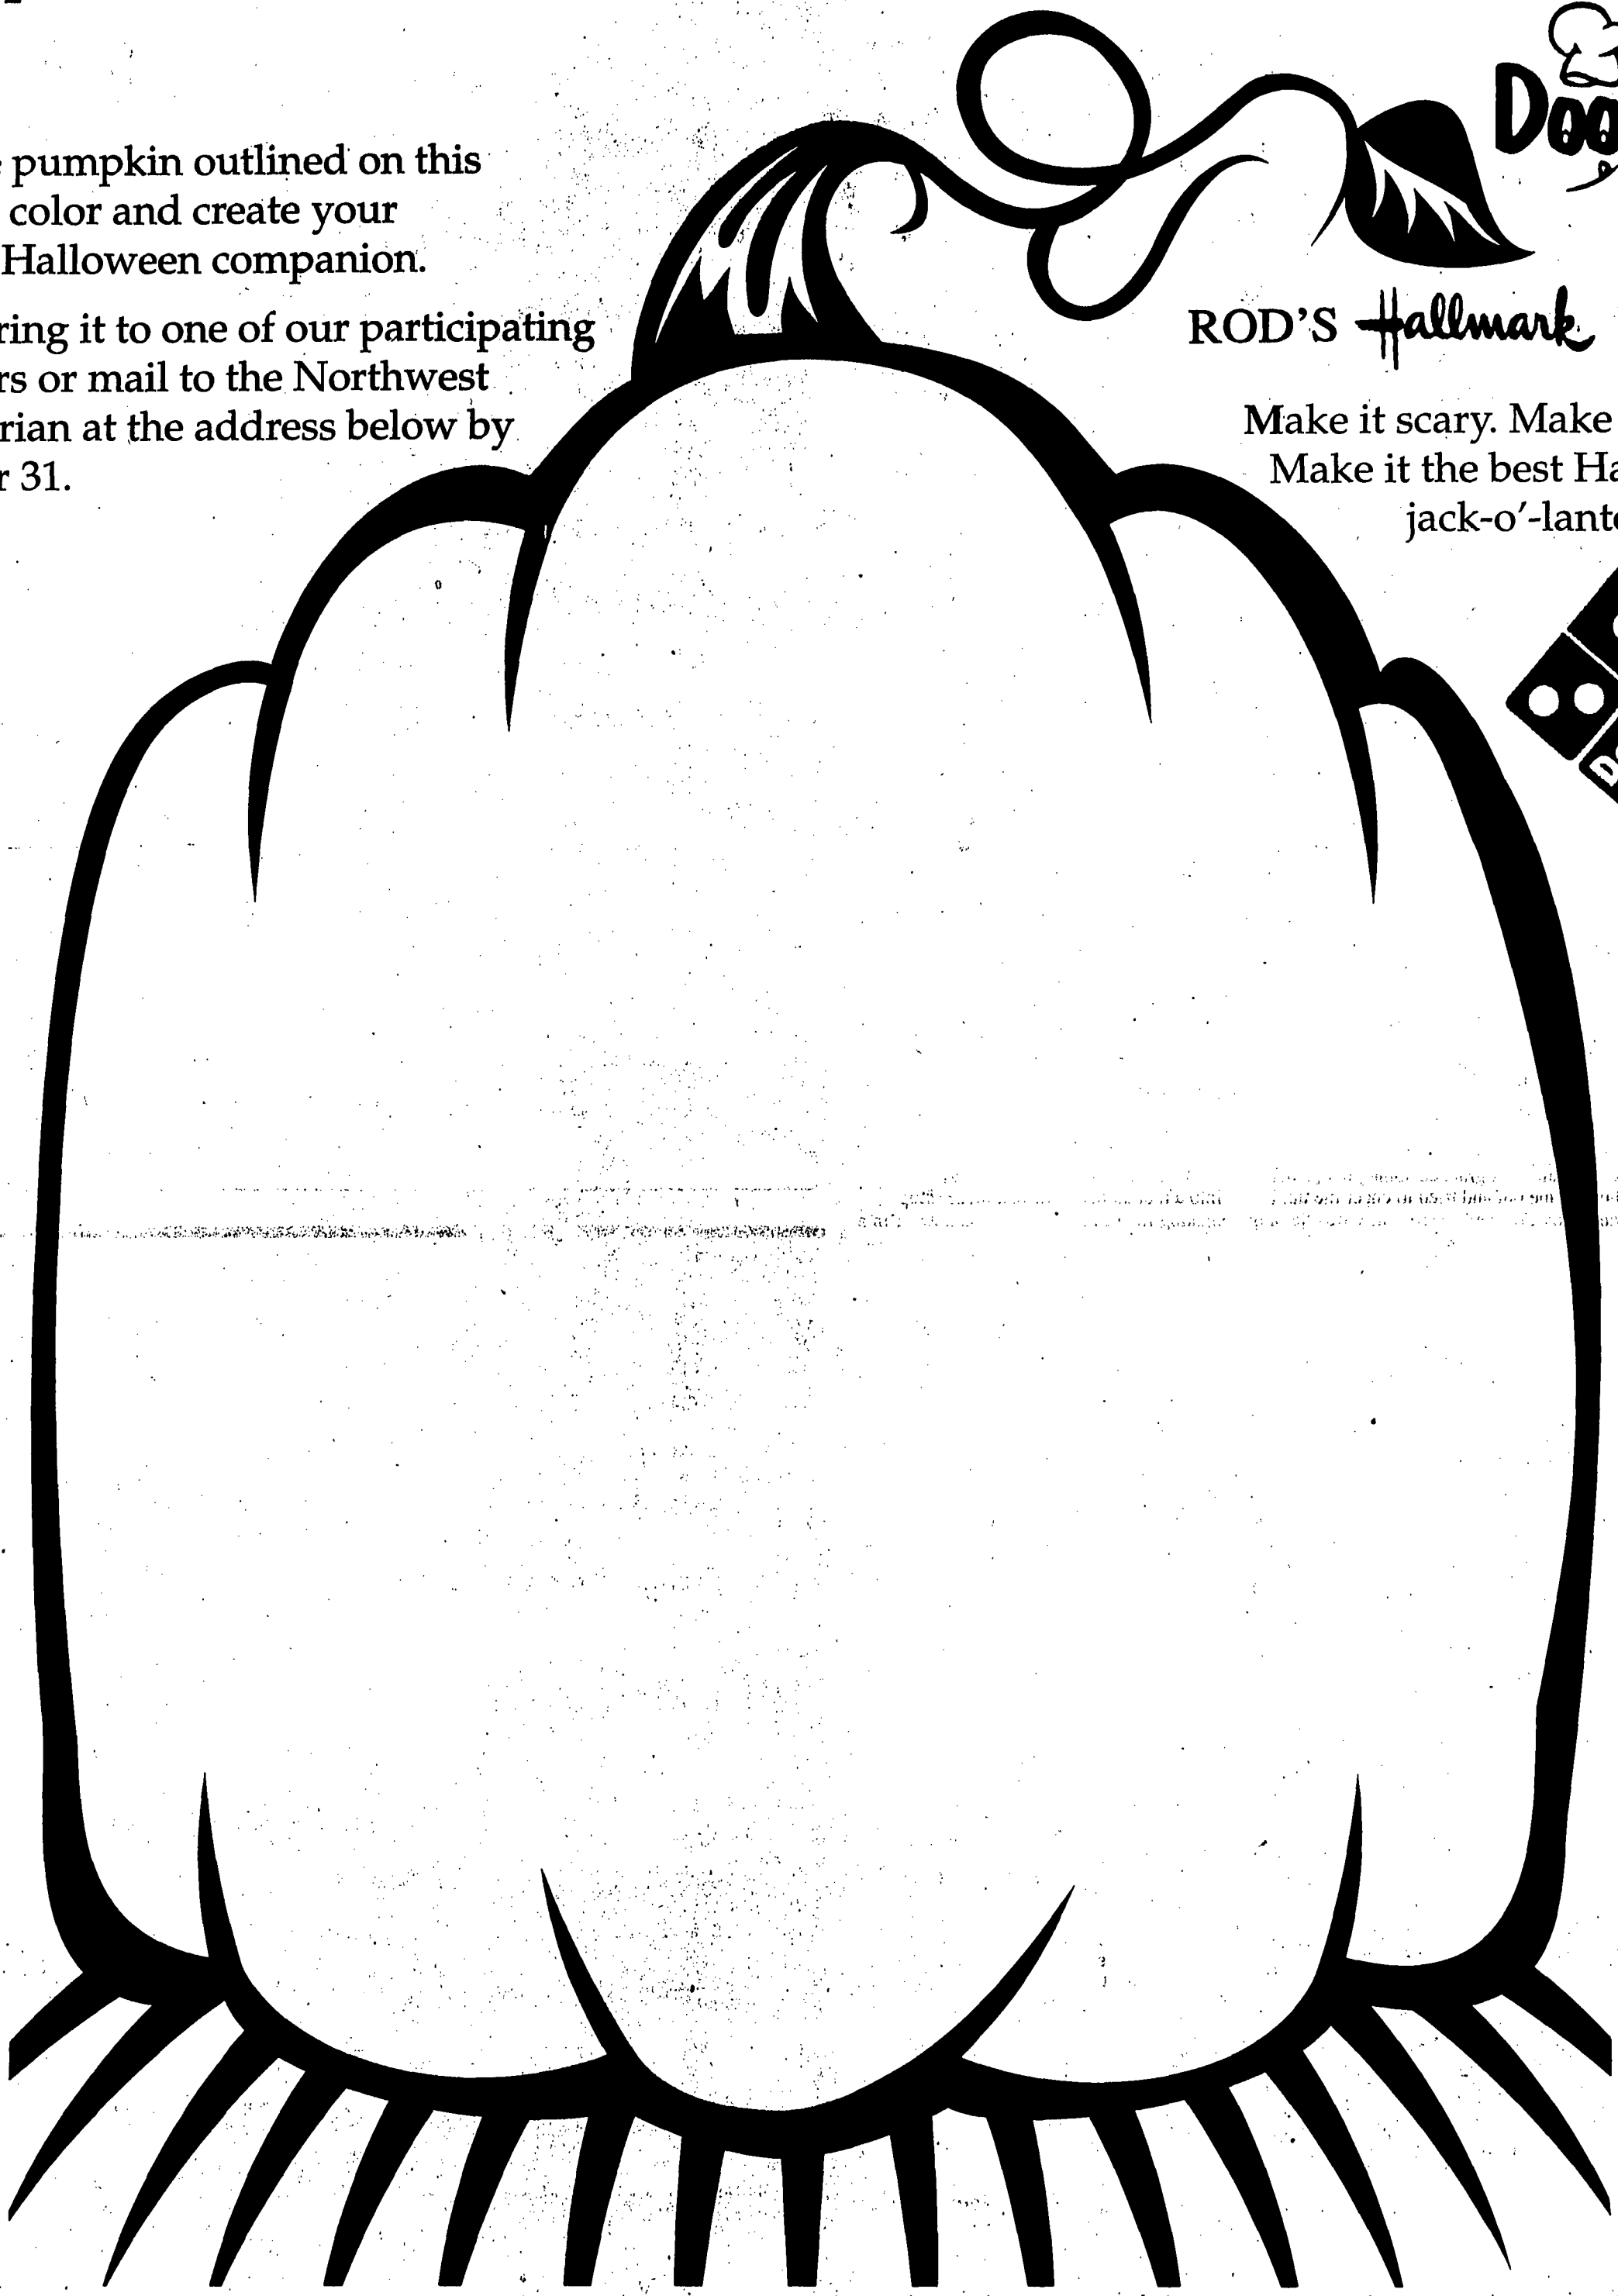 pumpkin outlined on this
color and create your
Halloween companion.
ring it to one of our participating
rs or mail to the Northwest
rian at the address below by
r 31.
Doo
ROD'S Hallmark
Make it scary. Make
Make it the best Ha
jack-o'-lante